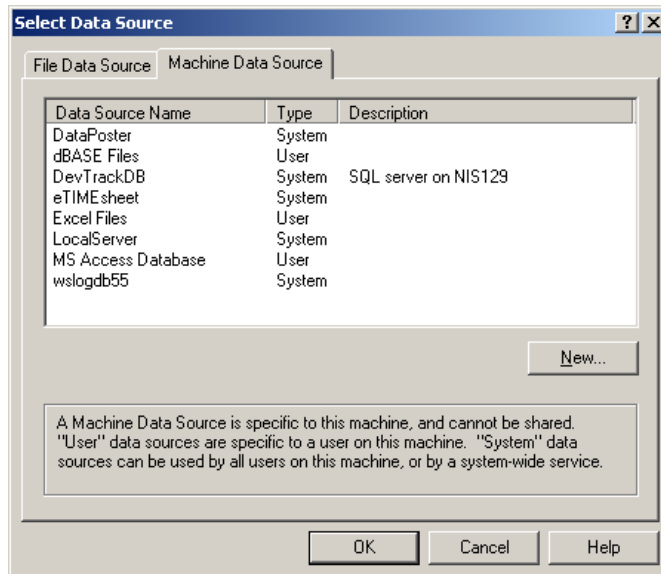 Select Data Source
File Data Source Machine Data Source
Data Source Name Type Description
DataPoster System
dBASE Files User
DevTrackDB System SQL server on NIS129
eTIMEsheet System
Excel Files User
LocalServer System
MS Access Database User
wslogdb55 System
New...
A Machine Data Source is specific to this machine, and cannot be shared.
"User" data sources are specific to a user on this machine. "System" data
sources can be used by all users on this machine, or by a system-wide service.
OK Cancel Help